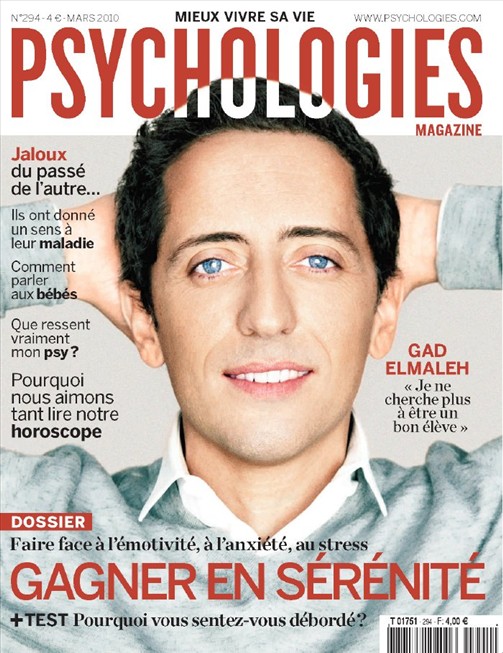 N°294 - 4 € - MARS 2010
MIEUX VIVRE SA VIE
WWW.PSYCHOLOGIES.COM
PSYCHOLOGIES
MAGAZINE
Jaloux
du passé
de l'autre...
Ils ont donné
un sens à
leur maladie
Comment
parler
aux bébés
Que ressent
vraiment
mon psy ?
Pourquoi
nous aimons
tant lire notre
horoscope
GAD
ELMALEH
« Je ne
cherche plus
à être un
bon élève »
DOSSIER
Faire face à l'émotivité, à l'anxiété, au stress
GAGNER EN SÉRÉNITÉ
+TEST Pourquoi vous sentez-vous débordé ?
T 01751 - 294 - F: 4,00 €